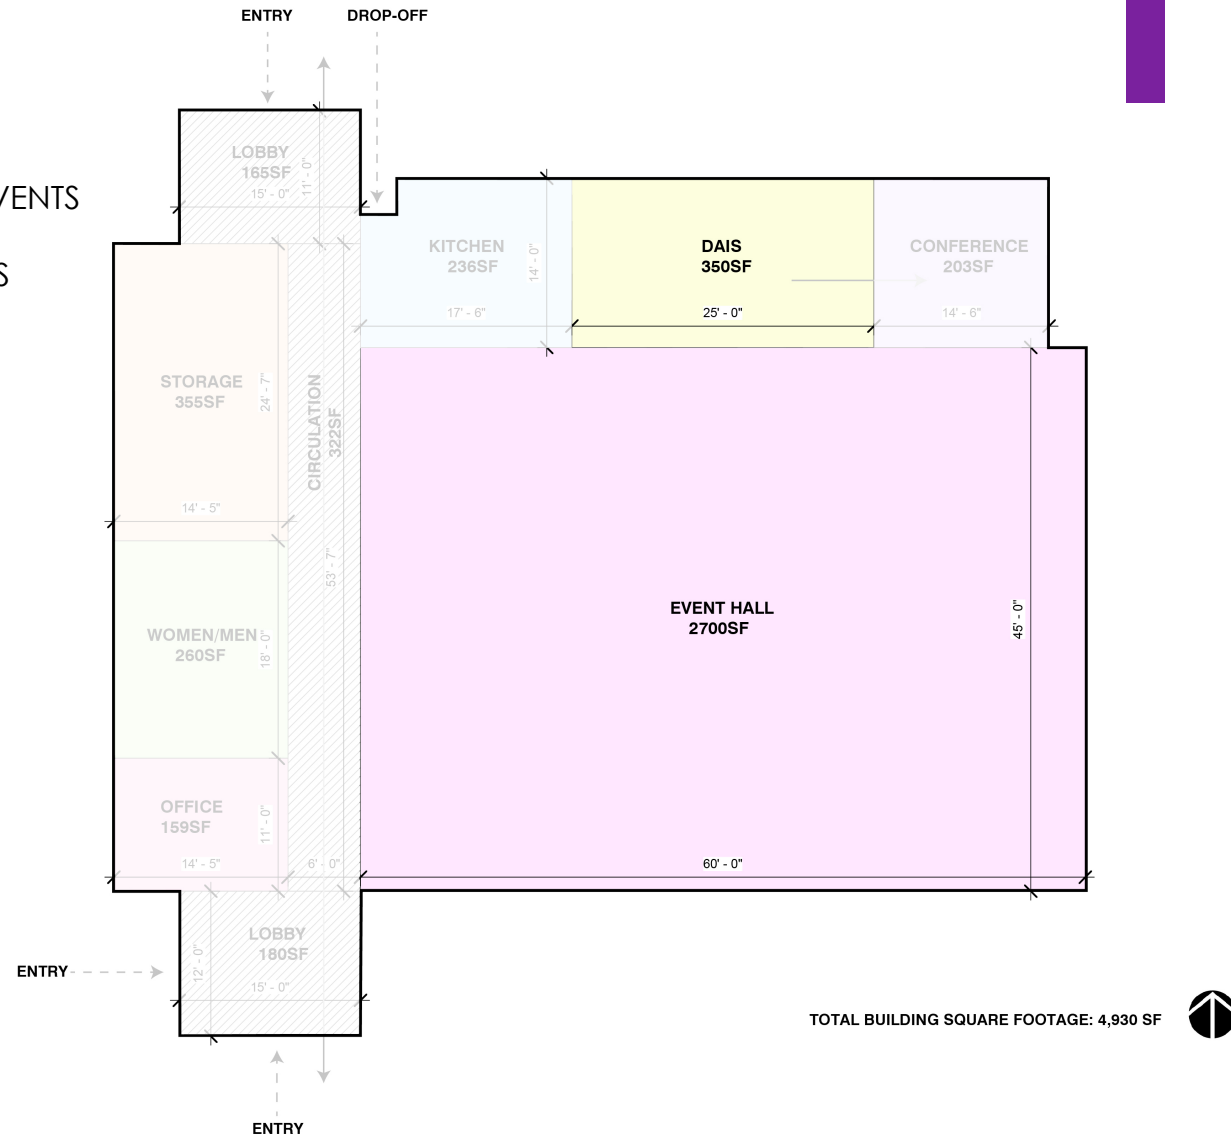 ENTRY
DROP-OFF
LOBBY
165SF
11' - 0"
15' - 0"
VENTS
S
KITCHEN
236SF
14' - 0"
17' - 6"
DAIS
350SF
25' - 0"
CONFERENCE
203SF
14' - 6"
STORAGE
355SF
24' - 7"
14' - 5"
CIRCULATION
322SF
53' - 7"
EVENT HALL
2700SF
45' - 0"
60' - 0"
WOMEN/MEN
260SF
18' - 0"
OFFICE
159SF
11' - 0"
14' - 5"
6' - 0"
LOBBY
180SF
12' - 0"
15' - 0"
ENTRY
ENTRY
TOTAL BUILDING SQUARE FOOTAGE: 4,930 SF